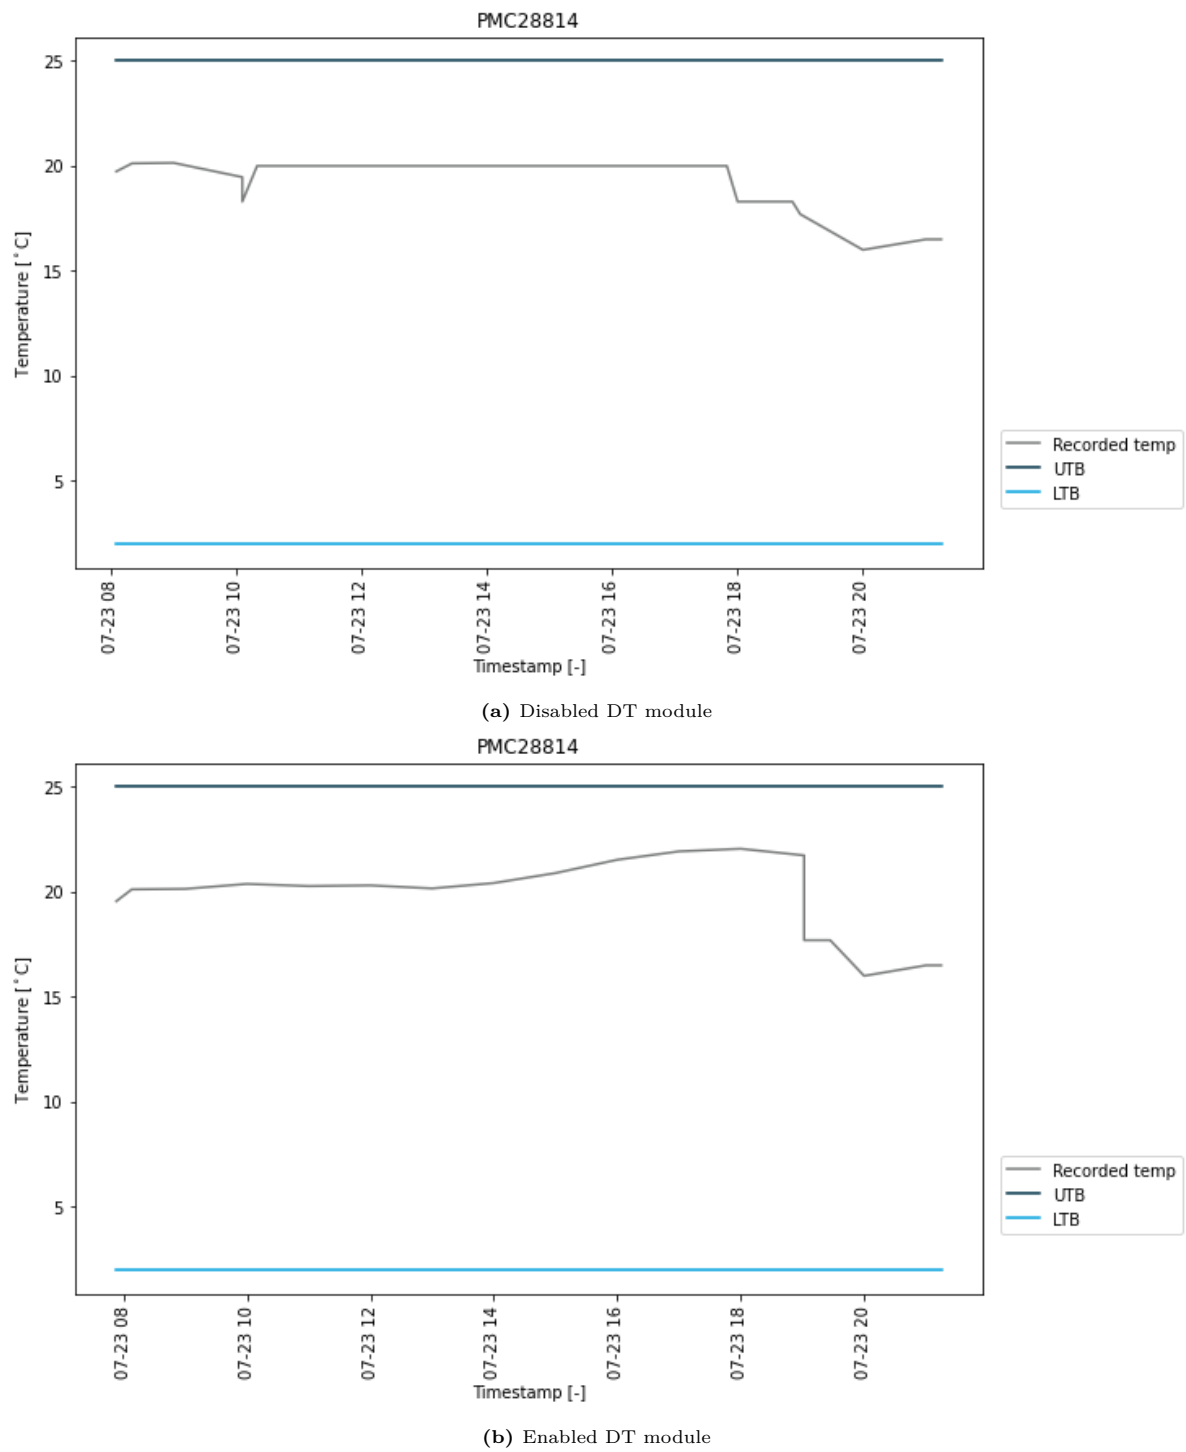 PMC28814
25
20
15
10
5
Temperature [°C]
07-23 08
07-23 10
07-23 12
07-23 14
07-23 16
07-23 18
07-23 20
Timestamp [-]
Recorded temp
UTB
LTB
(a) Disabled DT module
PMC28814
25
20
15
10
5
Temperature [°C]
07-23 08
07-23 10
07-23 12
07-23 14
07-23 16
07-23 18
07-23 20
Timestamp [-]
Recorded temp
UTB
LTB
(b) Enabled DT module